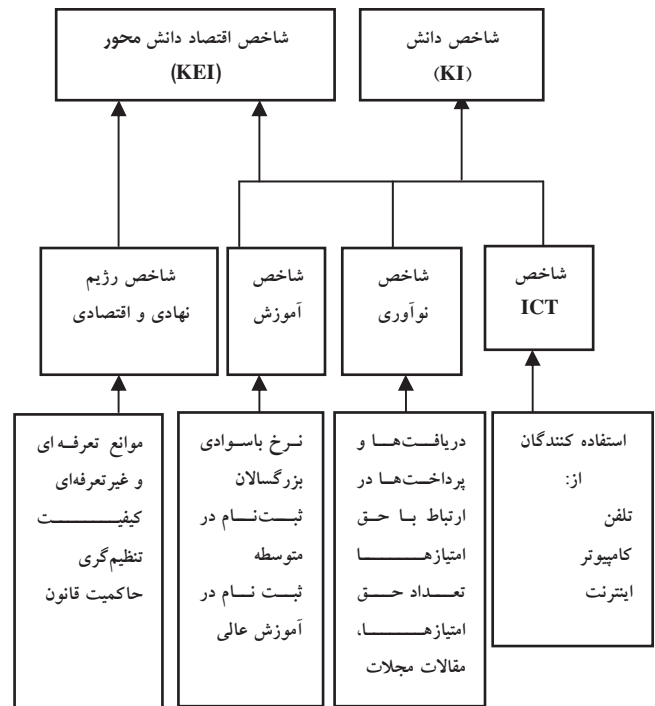 شاخص دانش
(KI)
شاخص اقتصاد دانش محور
(KEI)
شاخص
ICT
شاخص
نوآوری
شاخص
آموزش
شاخص رژیم
نهادی و اقتصادی
استفاده کنندگان
از:
تلفن
کامپیوتر
اینترنت
دریافت‌ها و
پرداخت‌ها در
ارتباط با حق
امتیازها
تعداد حق
امتیازها،
مقالات مجلات
نرخ باسوادی
بزرگسالان
ثبت‌نام در
متوسطه
ثبت نام در
آموزش عالی
موانع تعرفه ای
و غیرتعرفه‌ای
کیفیت
تنظیم‌گری
حاکمیت قانون